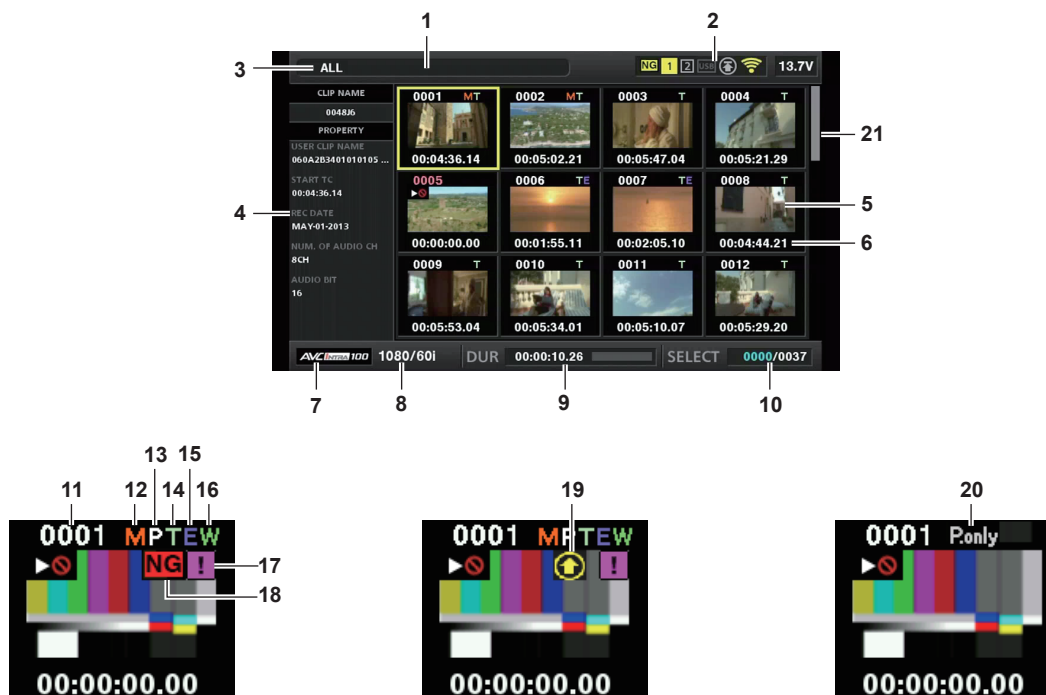 1
2
3
ALL
NG 1 2 USB
13.7V
CLIP NAME
0048J6
PROPERTY
USER CLIP NAME
060A2B3401010105 ...
START TC
00:04:36.14
4
REC DATE
MAY-01-2013
NUM. OF AUDIO CH
8CH
AUDIO BIT
16
0001 MT
00:04:36.14
0002 MT
00:05:02.21
0003 T
00:05:47.04
0004 T
00:05:21.29
21
0005
00:00:00.00
0006 TE
00:01:55.11
0007 TE
00:02:05.10
0008 T
00:04:44.21
5
6
0009 T
00:05:53.04
0010 T
00:05:34.01
0011 T
00:05:10.07
0012 T
00:05:29.20
AVC INTRA 100 1080/60i DUR 00:00:10.26 SELECT 0000/0037
7
8
9
10
11
12
13
14
15
16
0001 MPTEW
NG !
17
18
00:00:00.00
19
0001 MPTEW
!
00:00:00.00
20
0001 P.only
00:00:00.00